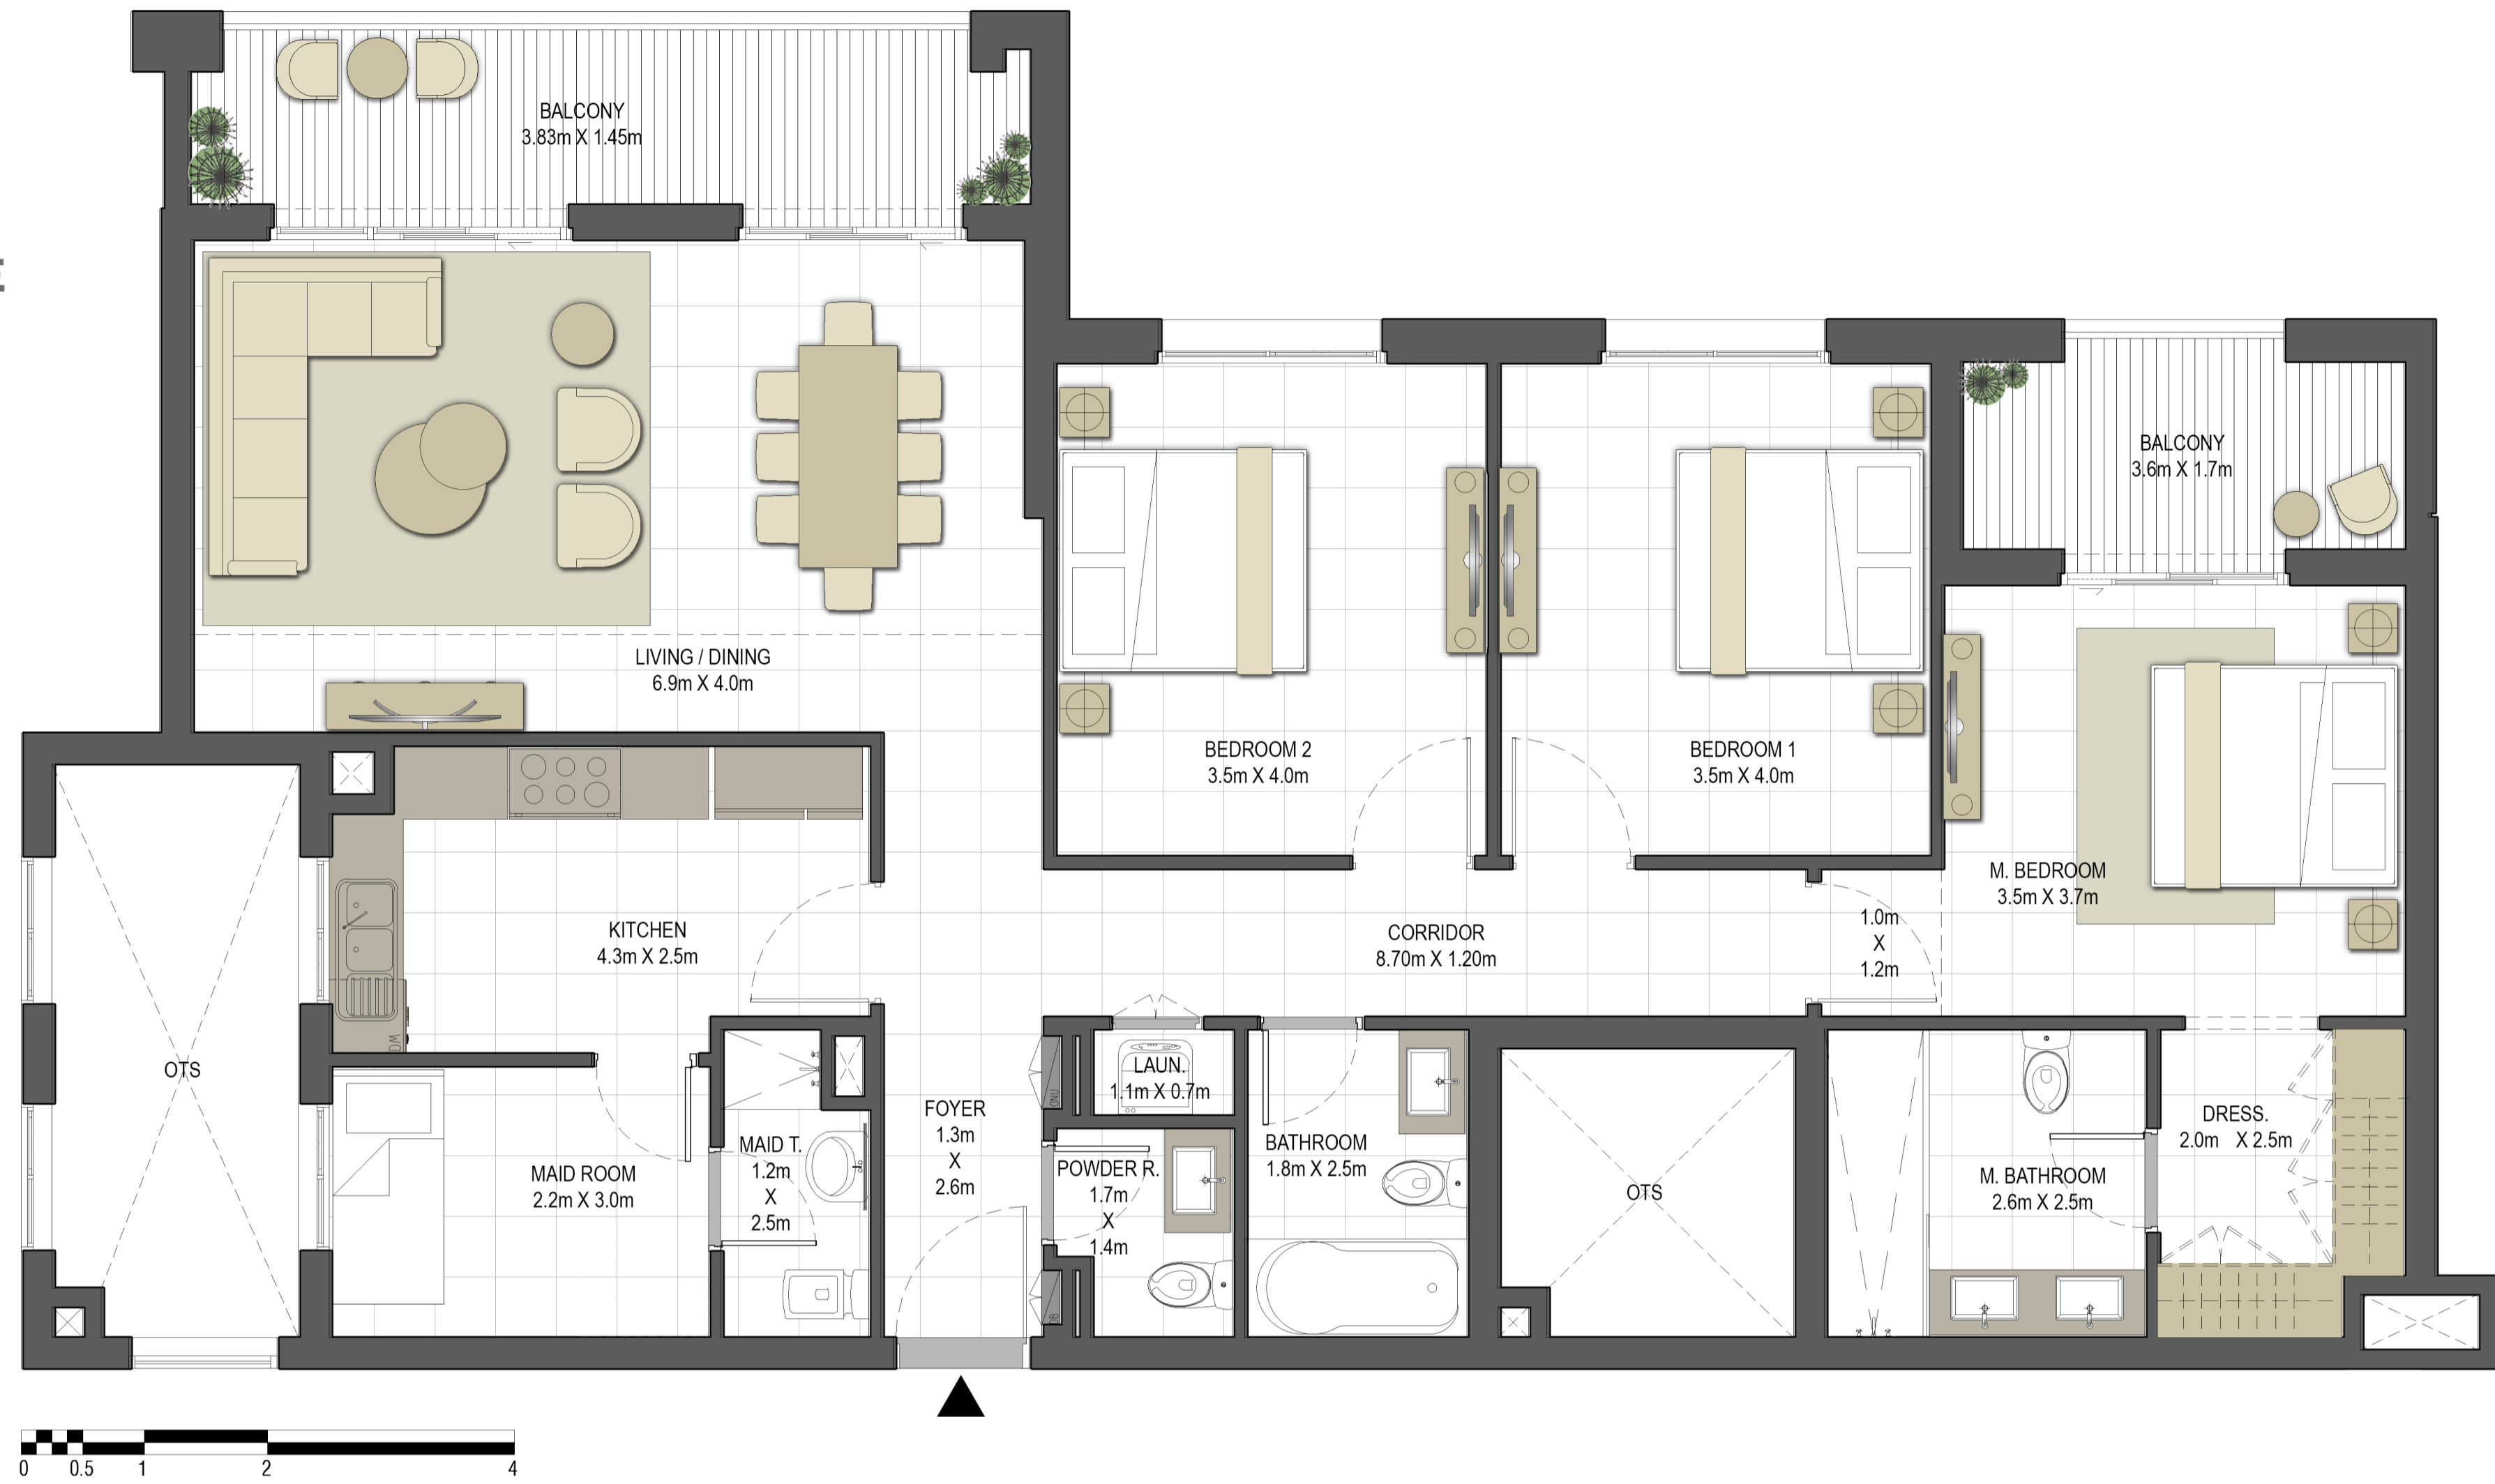 BALCONY
3.83m X 1.45m
BALCONY
3.6m X 1.7m
LIVING / DINING
6.9m X 4.0m
BEDROOM 2
3.5m X 4.0m
BEDROOM 1
3.5m X 4.0m
M. BEDROOM
3.5m X 3.7m
KITCHEN
4.3m X 2.5m
CORRIDOR
8.70m X 1.20m
1.0m
X
1.2m
OTS
LAUN.
1.1m X 0.7m
FOYER
1.3m
X
2.6m
MAID ROOM
2.2m X 3.0m
MAID T.
1.2m
X
2.5m
POWDER R.
1.7m
X
1.4m
BATHROOM
1.8m X 2.5m
OTS
M. BATHROOM
2.6m X 2.5m
DRESS.
2.0m X 2.5m
0 0.5 1 2 4